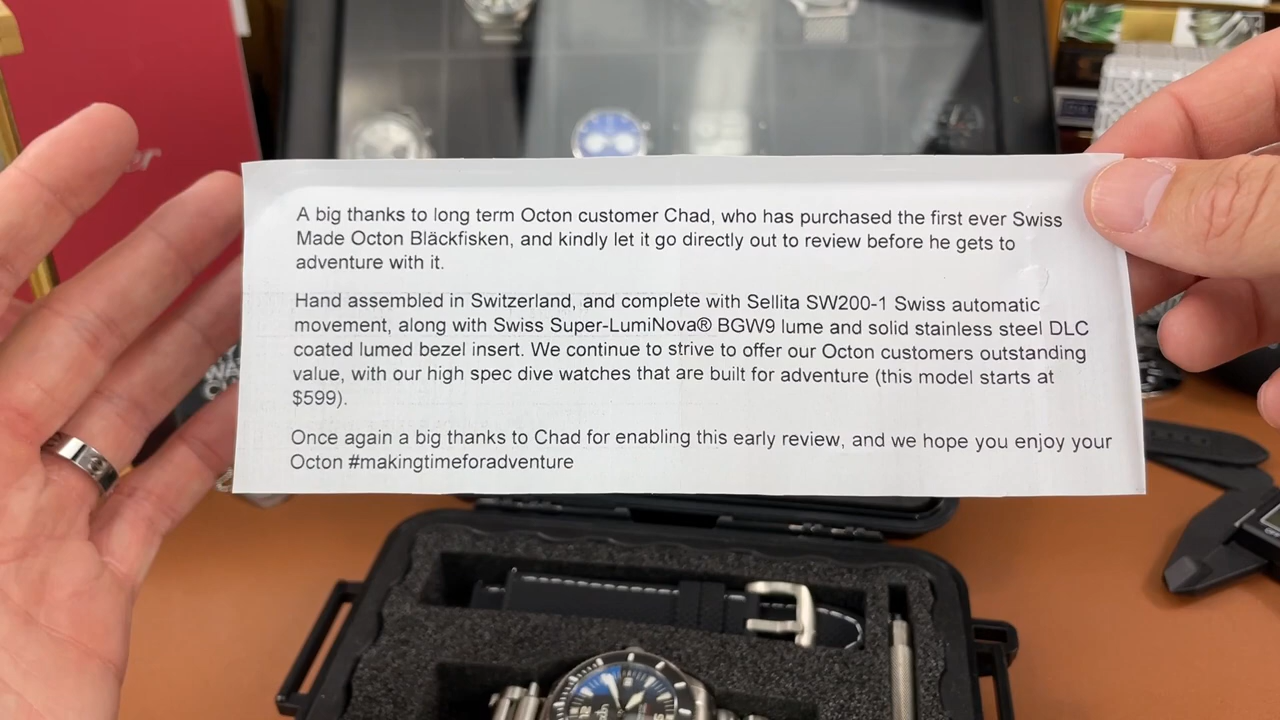 A big thanks to long term Octon customer Chad, who has purchased the first ever Swiss
Made Octon Bläckfisken, and kindly let it go directly out to review before he gets to
adventure with it.
Hand assembled in Switzerland, and complete with Sellita SW200-1 Swiss automatic
movement, along with Swiss Super-LumiNova® BGW9 lume and solid stainless steel DLC
coated lumed bezel insert. We continue to strive to offer our Octon customers outstanding
value, with our high spec dive watches that are built for adventure (this model starts at
$599).
Once again a big thanks to Chad for enabling this early review, and we hope you enjoy your
Octon #makingtimeforadventure
12